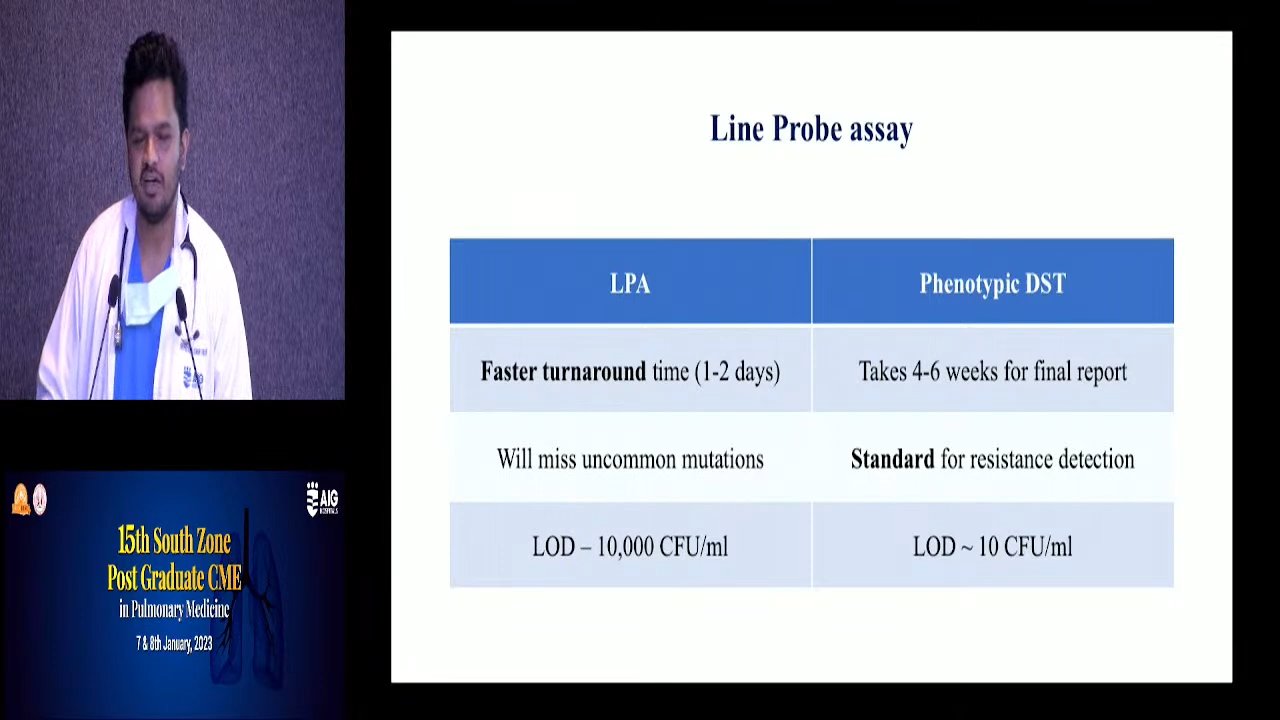 Line Probe assay
LPA
Phenotypic DST
Faster turnaround time (1-2 days)
Takes 4-6 weeks for final report
Will miss uncommon mutations
Standard for resistance detection
LOD – 10,000 CFU/ml
LOD ~ 10 CFU/ml
AIG
HOSPITALS
15th South Zone
Post Graduate CME
in Pulmonary Medicine
7 & 8th January, 2023